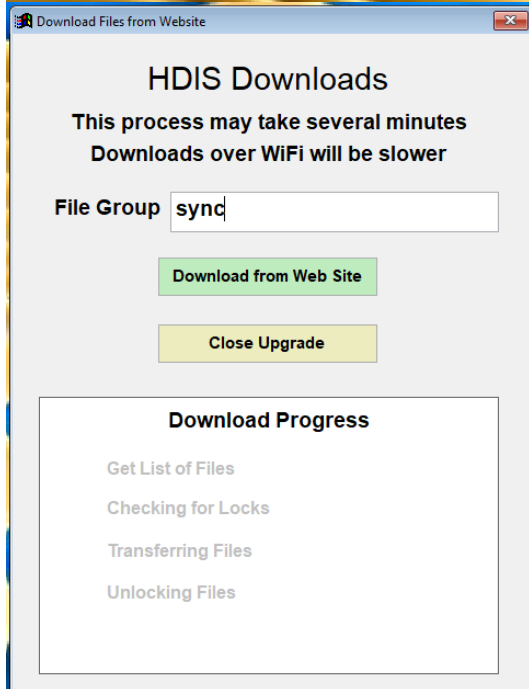 Download Files from Website
HDIS Downloads
This process may take several minutes
Downloads over WiFi will be slower
File Group sync
Download from Web Site
Close Upgrade
Download Progress
Get List of Files
Checking for Locks
Transferring Files
Unlocking Files